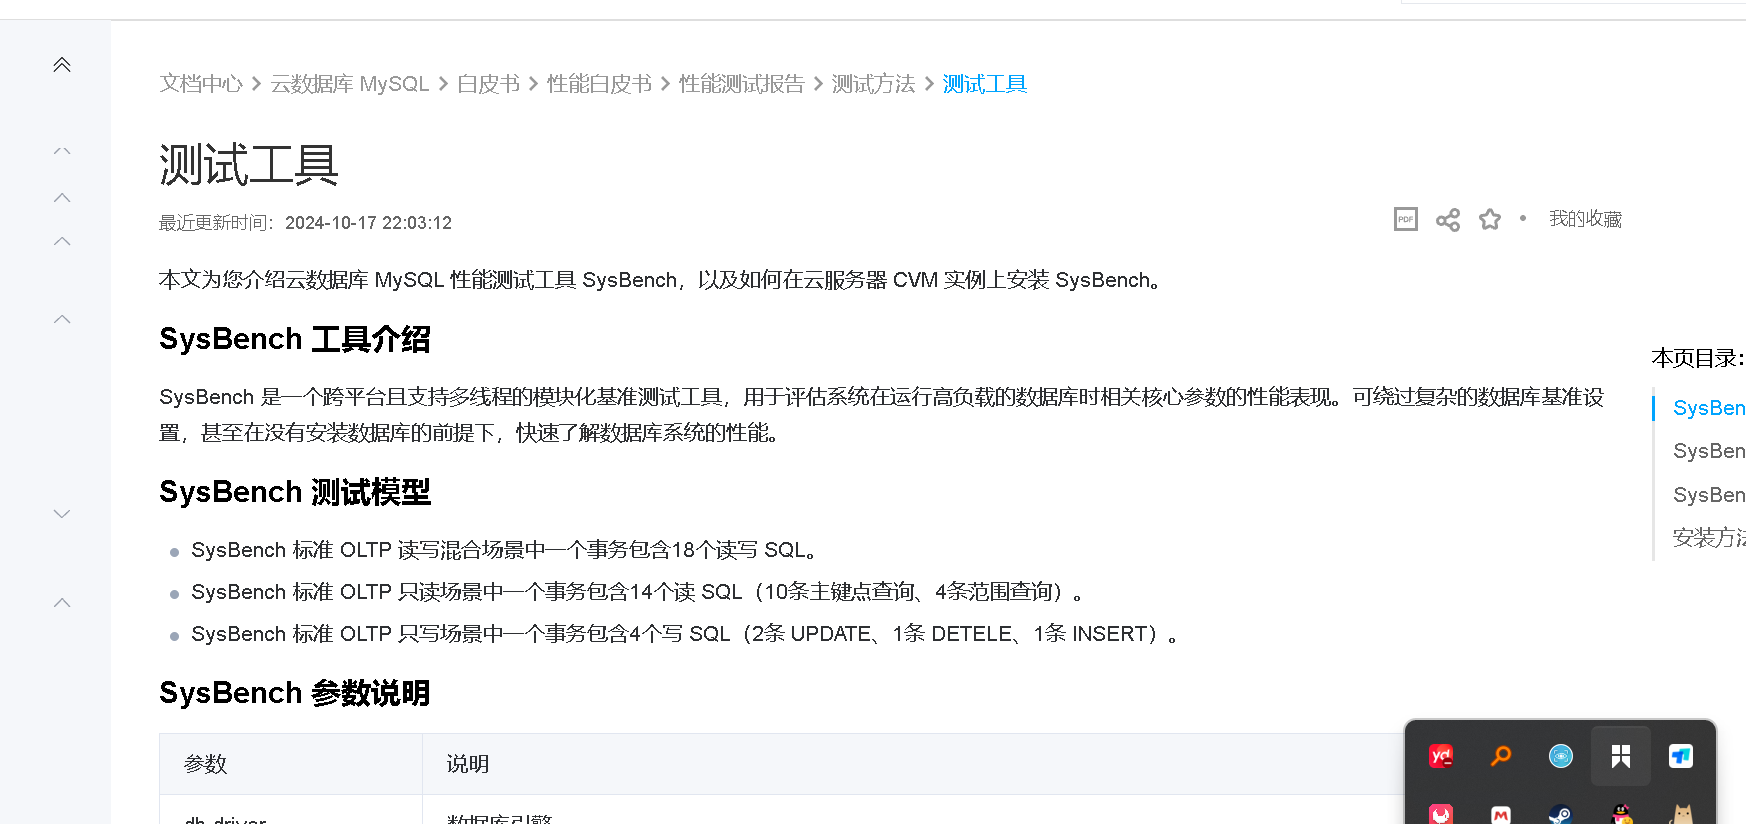 文档中心 > 云数据库 MySQL > 白皮书 > 性能白皮书 > 性能测试报告 > 测试方法 > 测试工具
测试工具
最近更新时间：2024-10-17 22:03:12
PDF
我的收藏
本文为您介绍云数据库 MySQL 性能测试工具 SysBench，以及如何在云服务器 CVM 实例上安装 SysBench。
SysBench 工具介绍
SysBench 是一个跨平台且支持多线程的模块化基准测试工具，用于评估系统在运行高负载的数据库时相关核心参数的性能表现。可绕过复杂的数据库基准设
置，甚至在没有安装数据库的前提下，快速了解数据库系统的性能。
SysBench 测试模型
SysBench 标准 OLTP 读写混合场景中一个事务包含18个读写 SQL。
SysBench 标准 OLTP 只读场景中一个事务包含14个读 SQL（10条主键点查询、4条范围查询）。
SysBench 标准 OLTP 只写场景中一个事务包含4个写 SQL（2条 UPDATE、1条 DETELE、1条 INSERT）。
SysBench 参数说明
参数
说明
db-driver
数据库引擎
本页目录:
SysBen
SysBen
SysBen
安装方法
yd